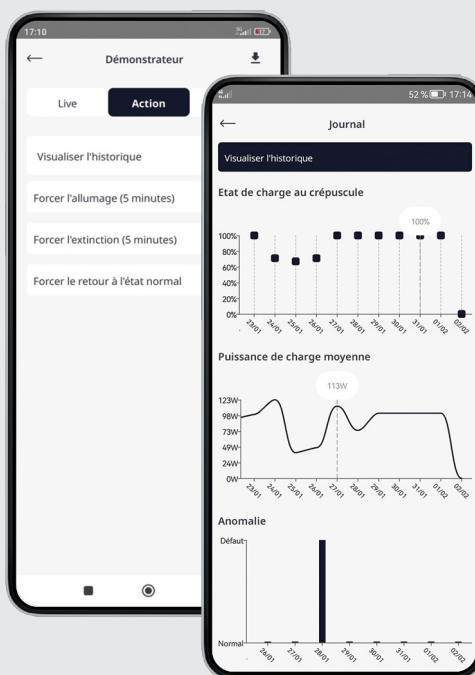 17:10
Démonstrateur
Live
Action
Visualiser l'historique
Forcer l'allumage (5 minutes)
Forcer l'extinction (5 minutes)
Forcer le retour à l'état normal
52 % 17:14
Journal
Visualiser l'historique
Etat de charge au crépuscule
100%
100%
80%
60%
40%
20%
0%
23/01 24/01 25/01 26/01 27/01 28/01 29/01 30/01 31/01 01/02 02/02
Puissance de charge moyenne
113W
123W
98W
73W
49W
24W
0W
23/01 24/01 25/01 26/01 27/01 28/01 29/01 30/01 31/01 01/02 02/02
Anomalie
Défaut
Normal
26/01 27/01 28/01 29/01 30/01 31/01 01/02 02/02